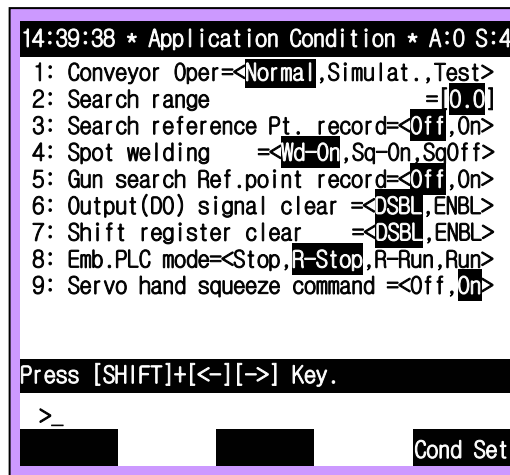 14:39:38 * Application Condition * A:0 S:4
1: Conveyor Oper=<Normal,Simulat.,Test>
2: Search range =[0.0]
3: Search reference Pt. record=<Off,On>
4: Spot welding =<Wd-On,Sq-On,SqOff>
5: Gun search Ref.point record=<Off,On>
6: Output(DO) signal clear =<DSBL,ENBL>
7: Shift register clear =<DSBL,ENBL>
8: Emb.PLC mode=<Stop,R-Stop,R-Run,Run>
9: Servo hand squeeze command =<Off,On>
Press [SHIFT]+[<-][->] Key.
>_
Cond Set